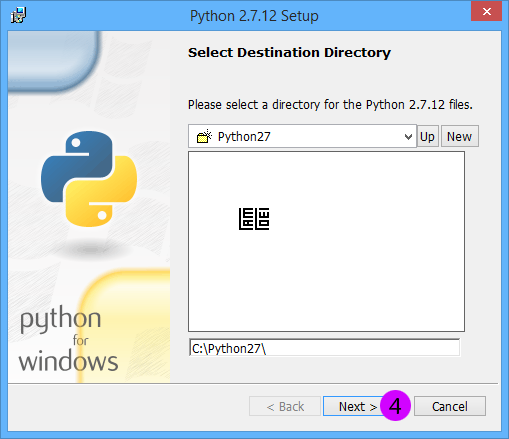 Python 2.7.12 Setup
Select Destination Directory
Please select a directory for the Python 2.7.12 files.
Python27
Up
New
C:\Python27\
python
for
windows
< Back
Next >
4
Cancel